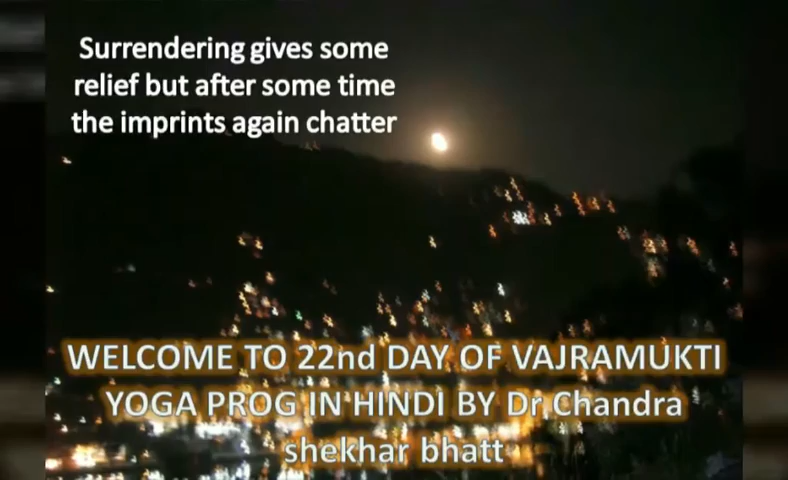 Surrendering gives some
relief but after some time
the imprints again chatter
WELCOME TO 22nd DAY OF VAJRAMUKTI
YOGA PROG IN HINDI BY Dr Chandra
shekhar bhatt